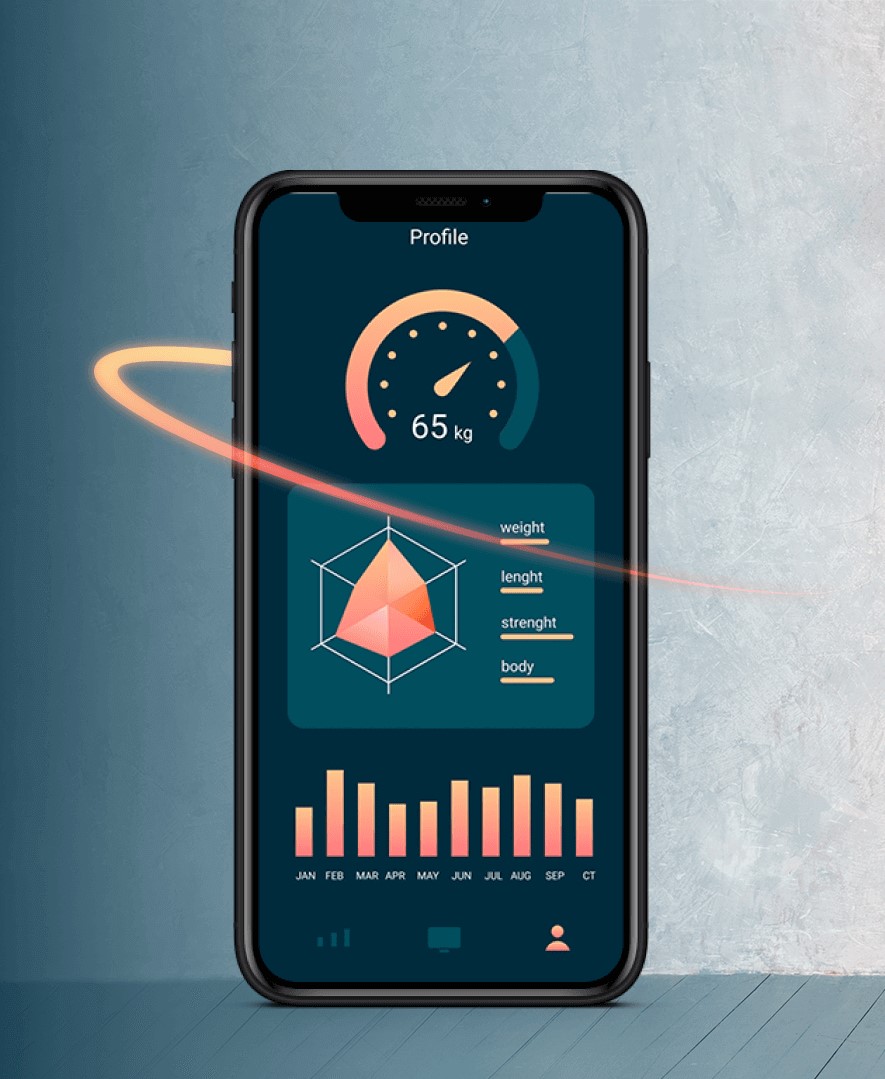 Profile
65 kg
weight
lenght
strenght
body
JAN FEB MAR APR MAY JUN JUL AUG SEP CT